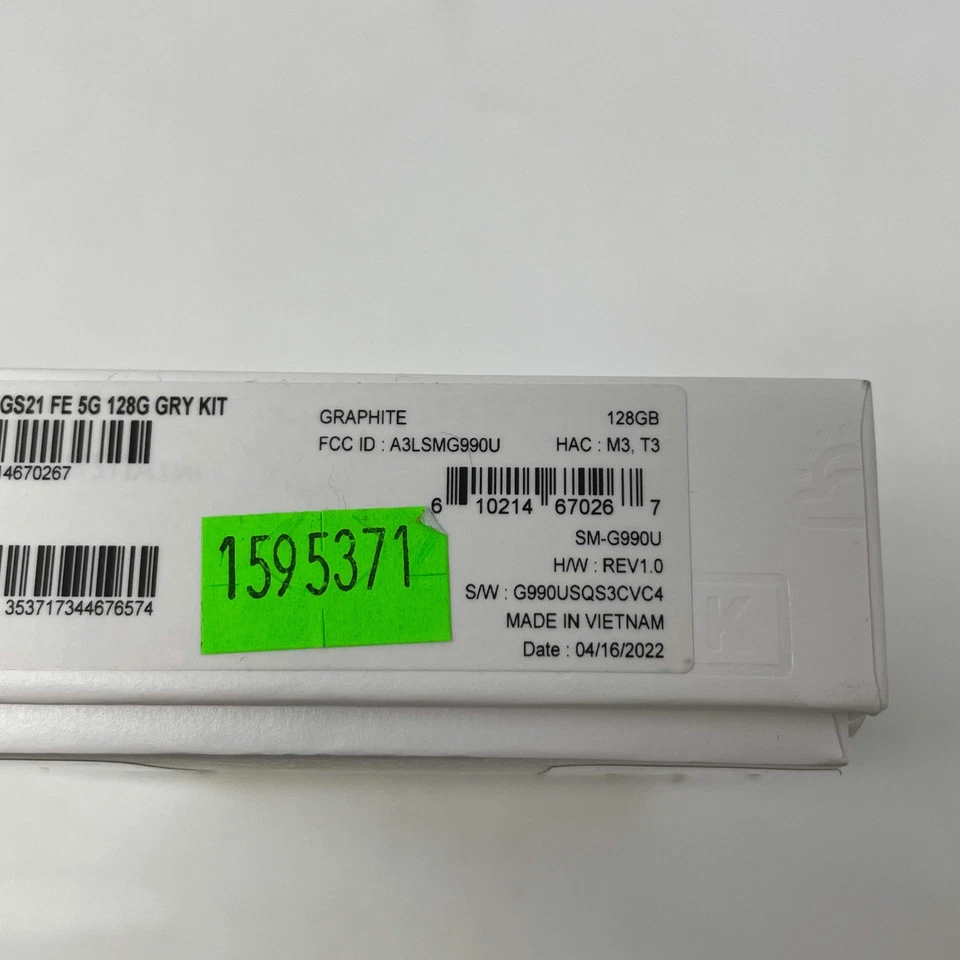 GS21 FE 5G 128G GRY KIT
14670267
353717344676574
1595371
GRAPHITE 128GB
FCC ID : A3LSMG990U HAC : M3, T3
6 10214 67026 7
SM-G990U
H/W : REV1.0
S/W : G990USQS3CVC4
MADE IN VIETNAM
Date : 04/16/2022
K